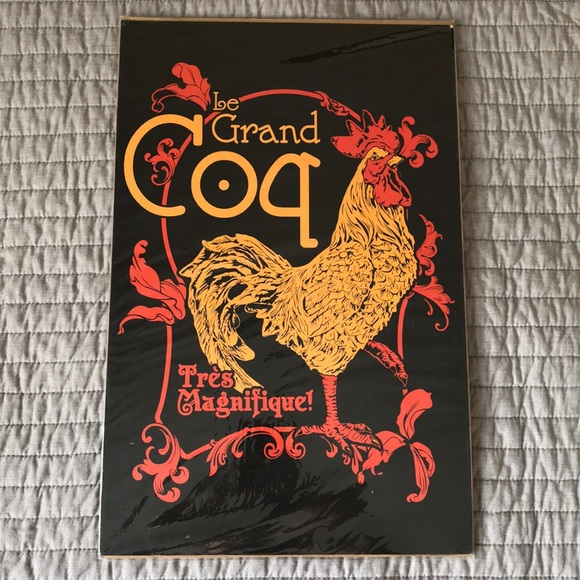 Le
Grand
Coq
Très
Magnifique!